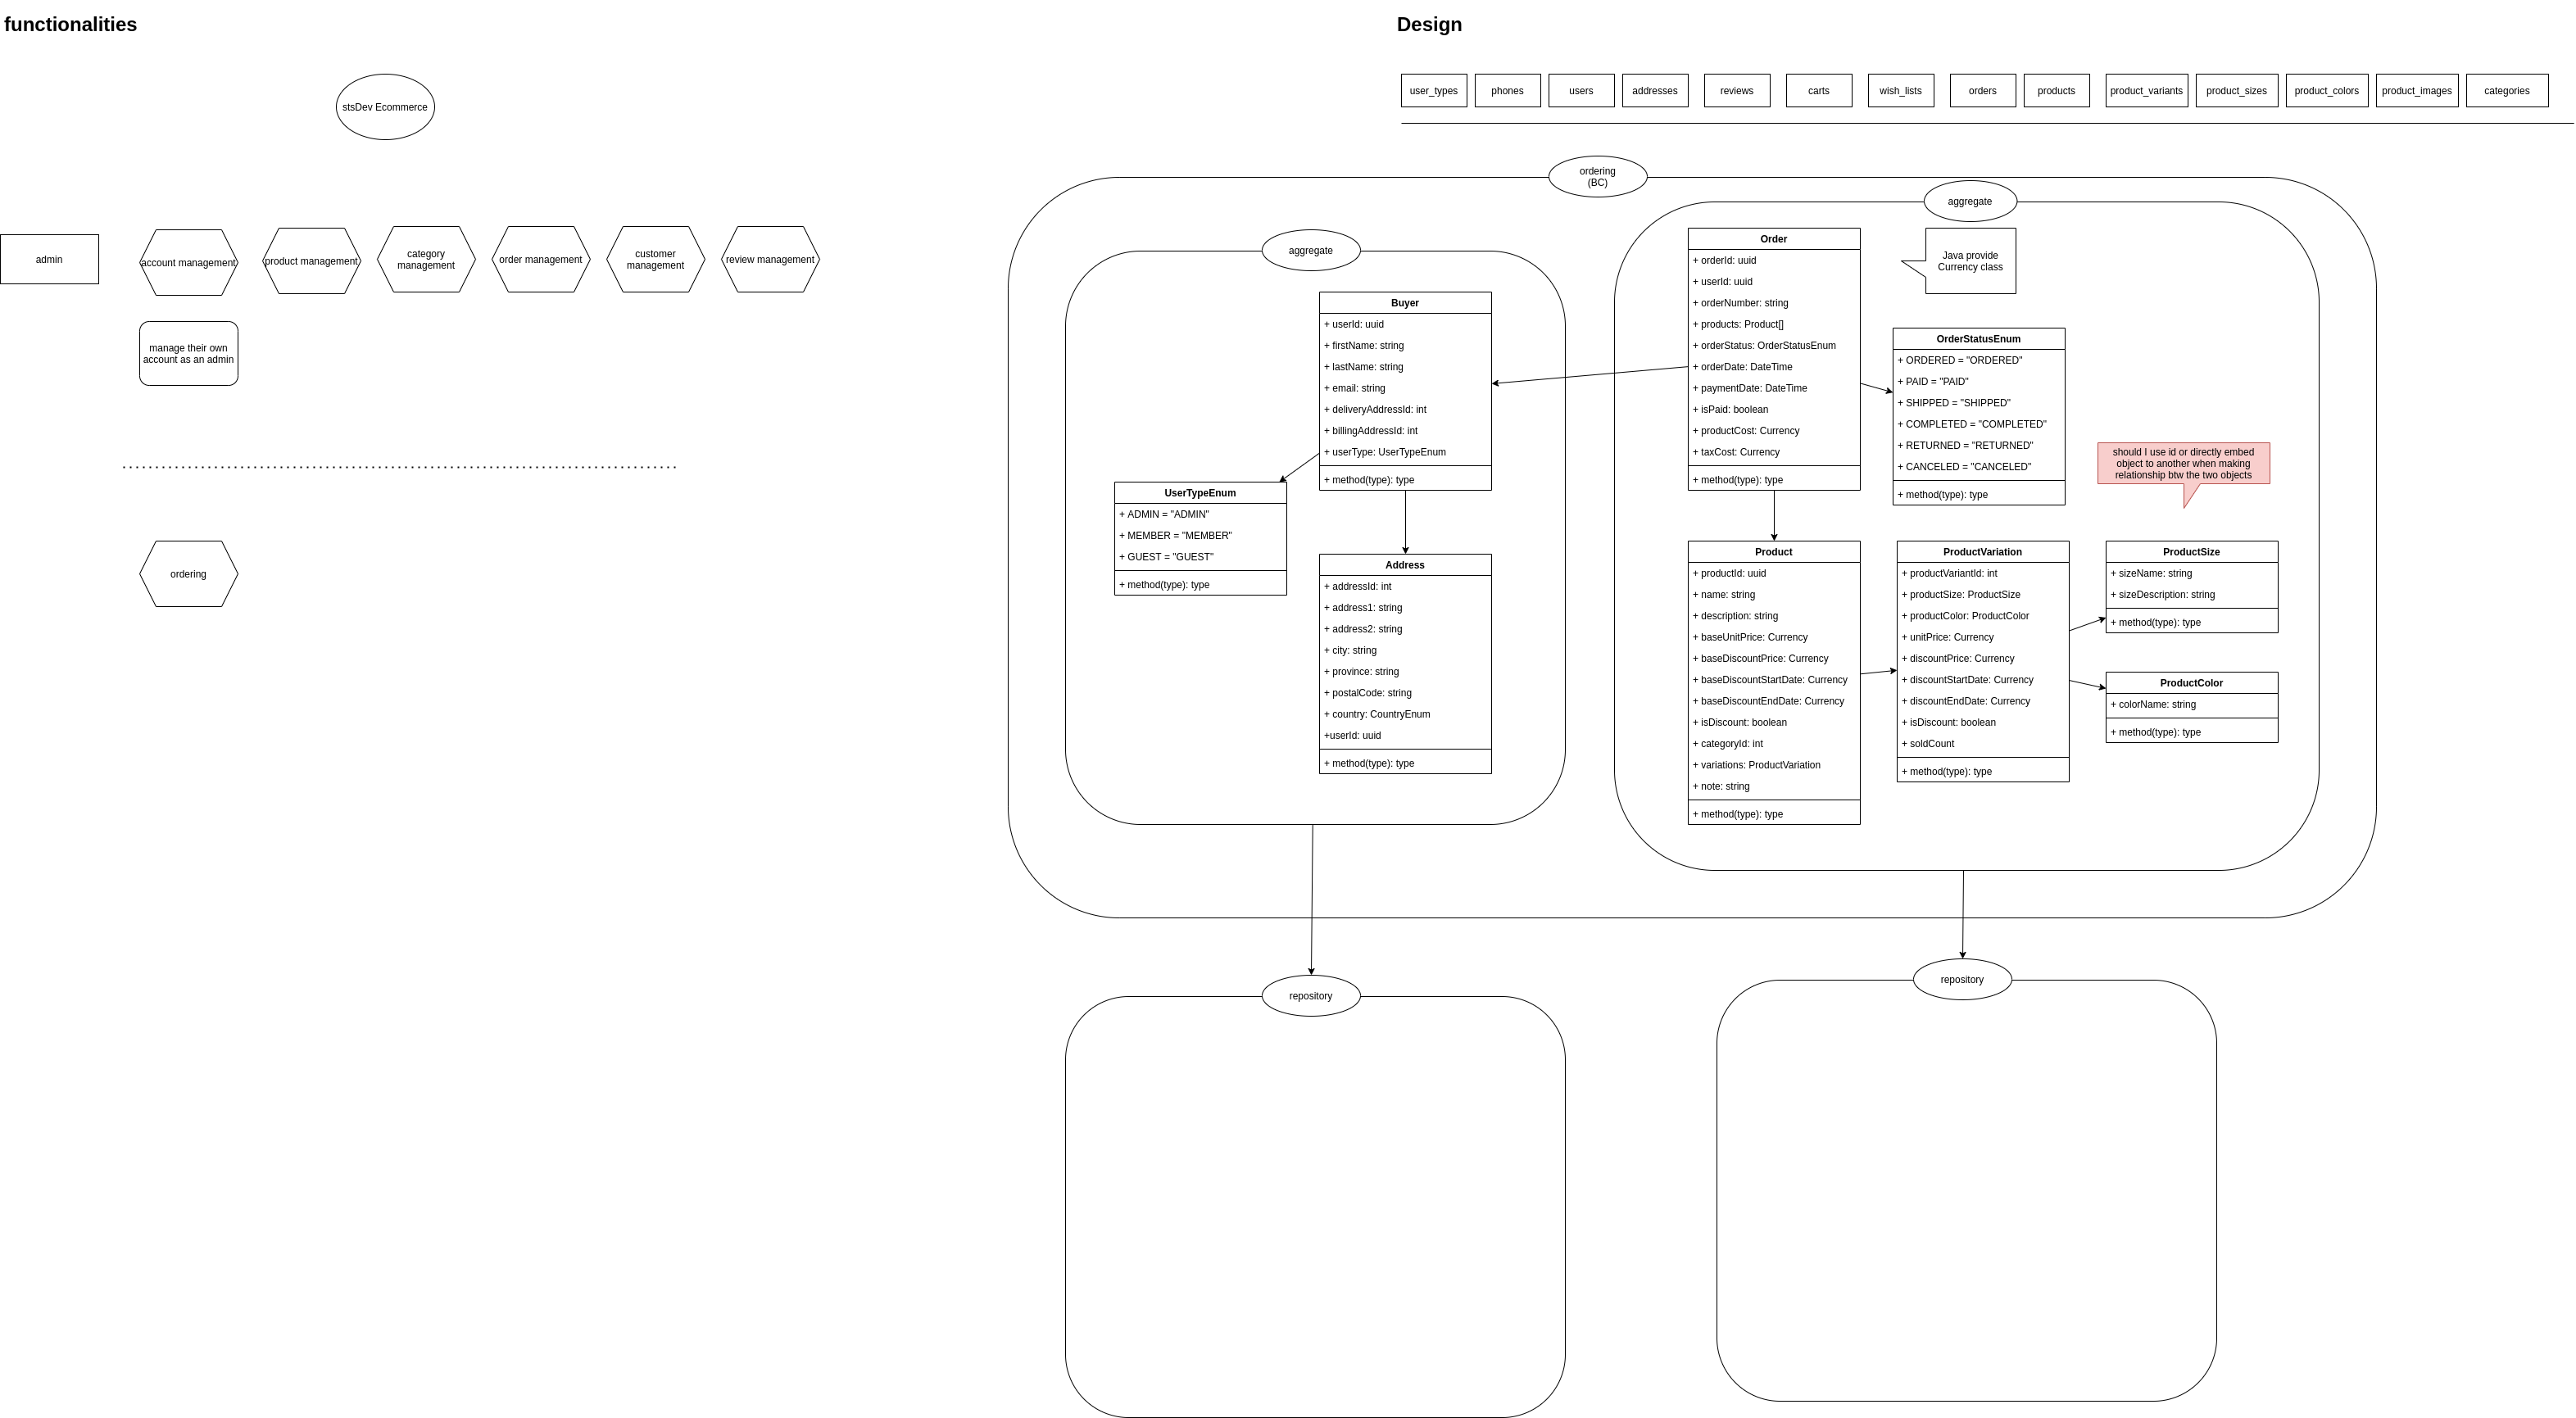 functionalities
Design
stsDev Ecommerce
user_types
phones
users
addresses
reviews
carts
wish_lists
orders
products
product_variants
product_sizes
product_colors
product_images
categories
admin
account management
product management
category
management
order management
customer
management
review management
manage their own
account as an admin
ordering
ordering
(BC)
aggregate
Buyer
+ userId: uuid
+ firstName: string
+ lastName: string
+ email: string
+ deliveryAddressId: int
+ billingAddressId: int
+ userType: UserTypeEnum
+ method(type): type
UserTypeEnum
+ ADMIN = "ADMIN"
+ MEMBER = "MEMBER"
+ GUEST = "GUEST"
+ method(type): type
Address
+ addressId: int
+ address1: string
+ address2: string
+ city: string
+ province: string
+ postalCode: string
+ country: CountryEnum
+userId: uuid
+ method(type): type
aggregate
Order
+ orderId: uuid
+ userId: uuid
+ orderNumber: string
+ products: Product[]
+ orderStatus: OrderStatusEnum
+ orderDate: DateTime
+ paymentDate: DateTime
+ isPaid: boolean
+ productCost: Currency
+ taxCost: Currency
+ method(type): type
Java provide
Currency class
OrderStatusEnum
+ ORDERED = "ORDERED"
+ PAID = "PAID"
+ SHIPPED = "SHIPPED"
+ COMPLETED = "COMPLETED"
+ RETURNED = "RETURNED"
+ CANCELED = "CANCELED"
+ method(type): type
should I use id or directly embed
object to another when making
relationship btw the two objects
Product
+ productId: uuid
+ name: string
+ description: string
+ baseUnitPrice: Currency
+ baseDiscountPrice: Currency
+ baseDiscountStartDate: Currency
+ baseDiscountEndDate: Currency
+ isDiscount: boolean
+ categoryId: int
+ variations: ProductVariation
+ note: string
+ method(type): type
ProductVariation
+ productVariantId: int
+ productSize: ProductSize
+ productColor: ProductColor
+ unitPrice: Currency
+ discountPrice: Currency
+ discountStartDate: Currency
+ discountEndDate: Currency
+ isDiscount: boolean
+ soldCount
+ method(type): type
ProductSize
+ sizeName: string
+ sizeDescription: string
+ method(type): type
ProductColor
+ colorName: string
+ method(type): type
repository
repository